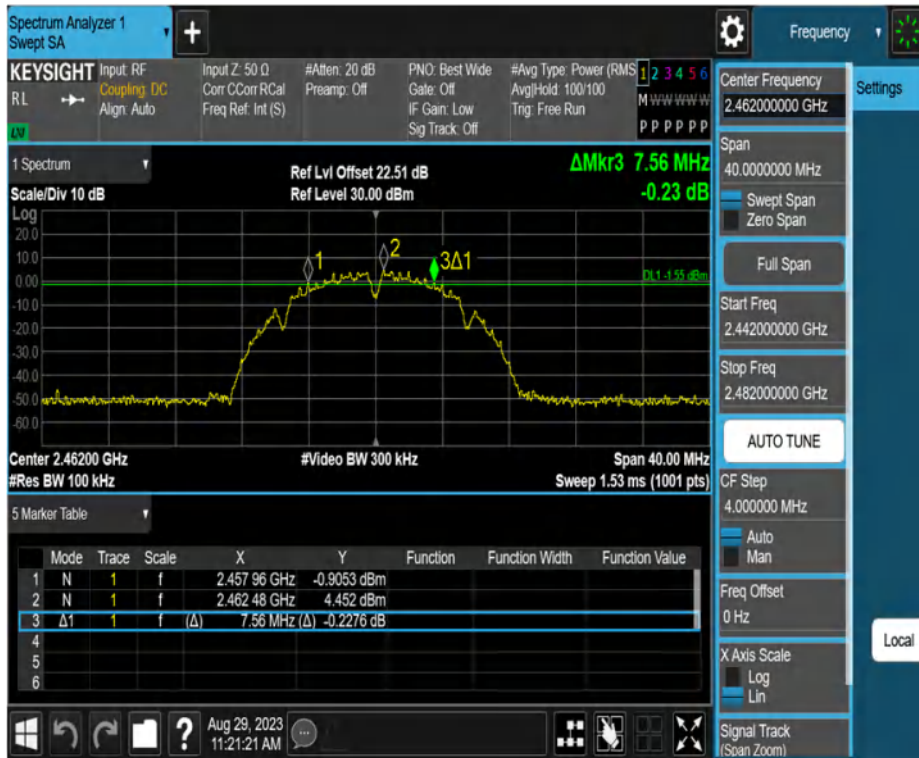 Spectrum Analyzer 1
Swept SA
Frequency
KEYSIGHT
RL
LNI
Input: RF
Coupling: DC
Align: Auto
Input Z: 50 Ω
Corr CCorr RCal
Freq Ref: Int (S)
#Atten: 20 dB
Preamp: Off
PNO: Best Wide
Gate: Off
IF Gain: Low
Sig Track: Off
#Avg Type: Power (RMS
Avg|Hold: 100/100
Trig: Free Run
1 2 3 4 5 6
M W W W W W
P P P P P P
1 Spectrum
Scale/Div 10 dB
Ref Lvl Offset 22.51 dB
Ref Level 30.00 dBm
ΔMkr3 7.56 MHz
-0.23 dB
Log
20.0
10.0
0.00
-10.0
-20.0
-30.0
-40.0
-50.0
-60.0
1
2
3Δ1
DL1 -1.55 dBm
Center 2.46200 GHz
#Video BW 300 kHz
Span 40.00 MHz
#Res BW 100 kHz
Sweep 1.53 ms (1001 pts)
5 Marker Table
Mode Trace Scale X Y Function Function Width Function Value
1 N 1 f 2.457 96 GHz -0.9053 dBm
2 N 1 f 2.462 48 GHz 4.452 dBm
3 Δ1 1 f (Δ) 7.56 MHz (Δ) -0.2276 dB
4
5
6
Aug 29, 2023
11:21:21 AM
Center Frequency
2.462000000 GHz
Span
40.0000000 MHz
Swept Span
Zero Span
Full Span
Start Freq
2.442000000 GHz
Stop Freq
2.482000000 GHz
AUTO TUNE
CF Step
4.000000 MHz
Auto
Man
Freq Offset
0 Hz
X Axis Scale
Log
Lin
Signal Track
(Span Zoom)
Settings
Local